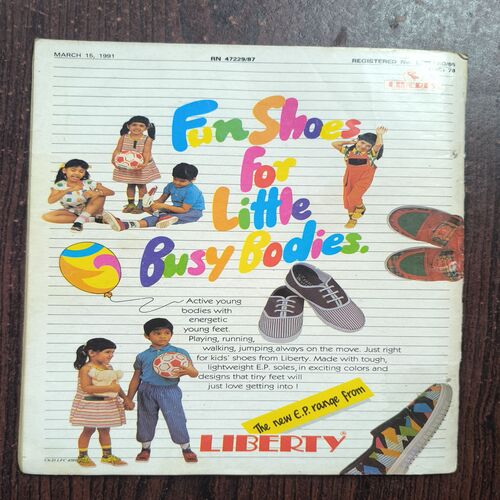 MARCH 15, 1991
RN 47229/87
REGISTERED
Fun Shoes
For
Little
Busy Bodies.
Active young
bodies with
energetic
young feet.
Playing, running,
walking, jumping always on the move. Just right
for kids' shoes from Liberty. Made with tough,
lightweight E.P. soles, in exciting colors and
designs that tiny feet will
just love getting into !
The new E.P. range from
LIBERTY